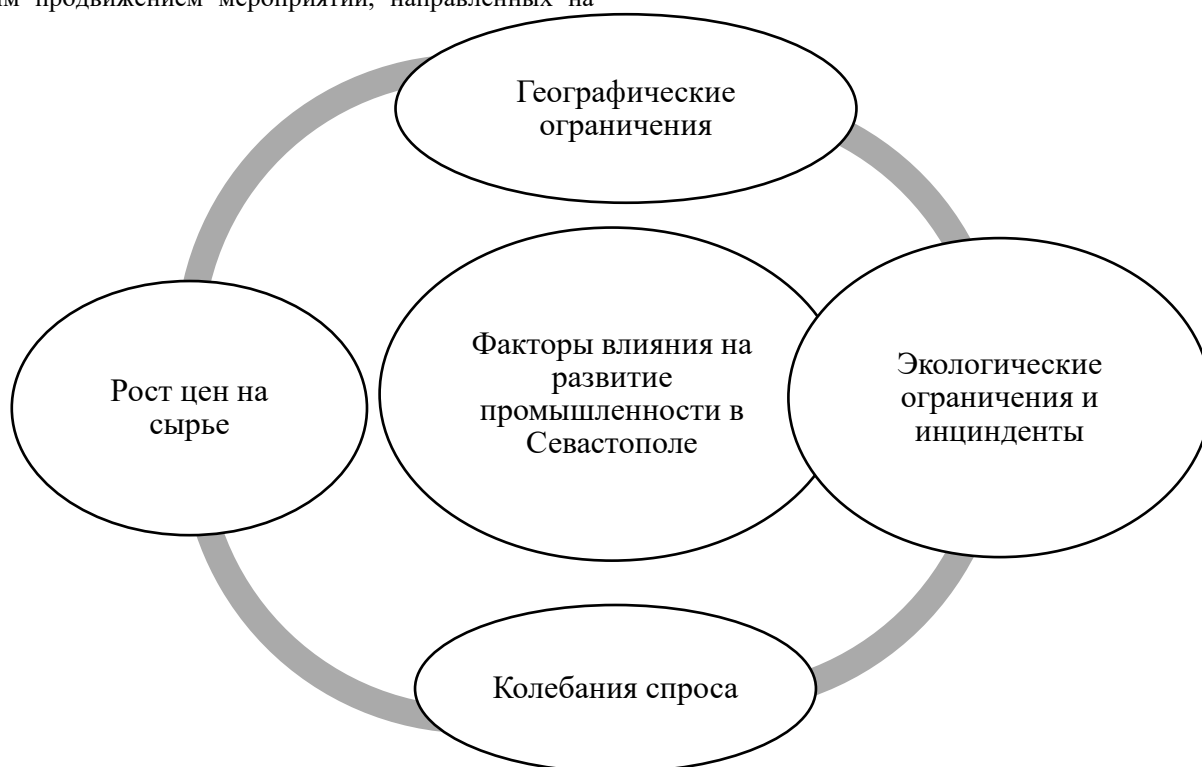 ым продвижением мероприятий, направленных на
Географические
ограничения
Факторы влияния на
развитие
промышленности в
Севастополе
Экологические
ограничения и
инцинденты
Рост цен на
сырье
Колебания спроса